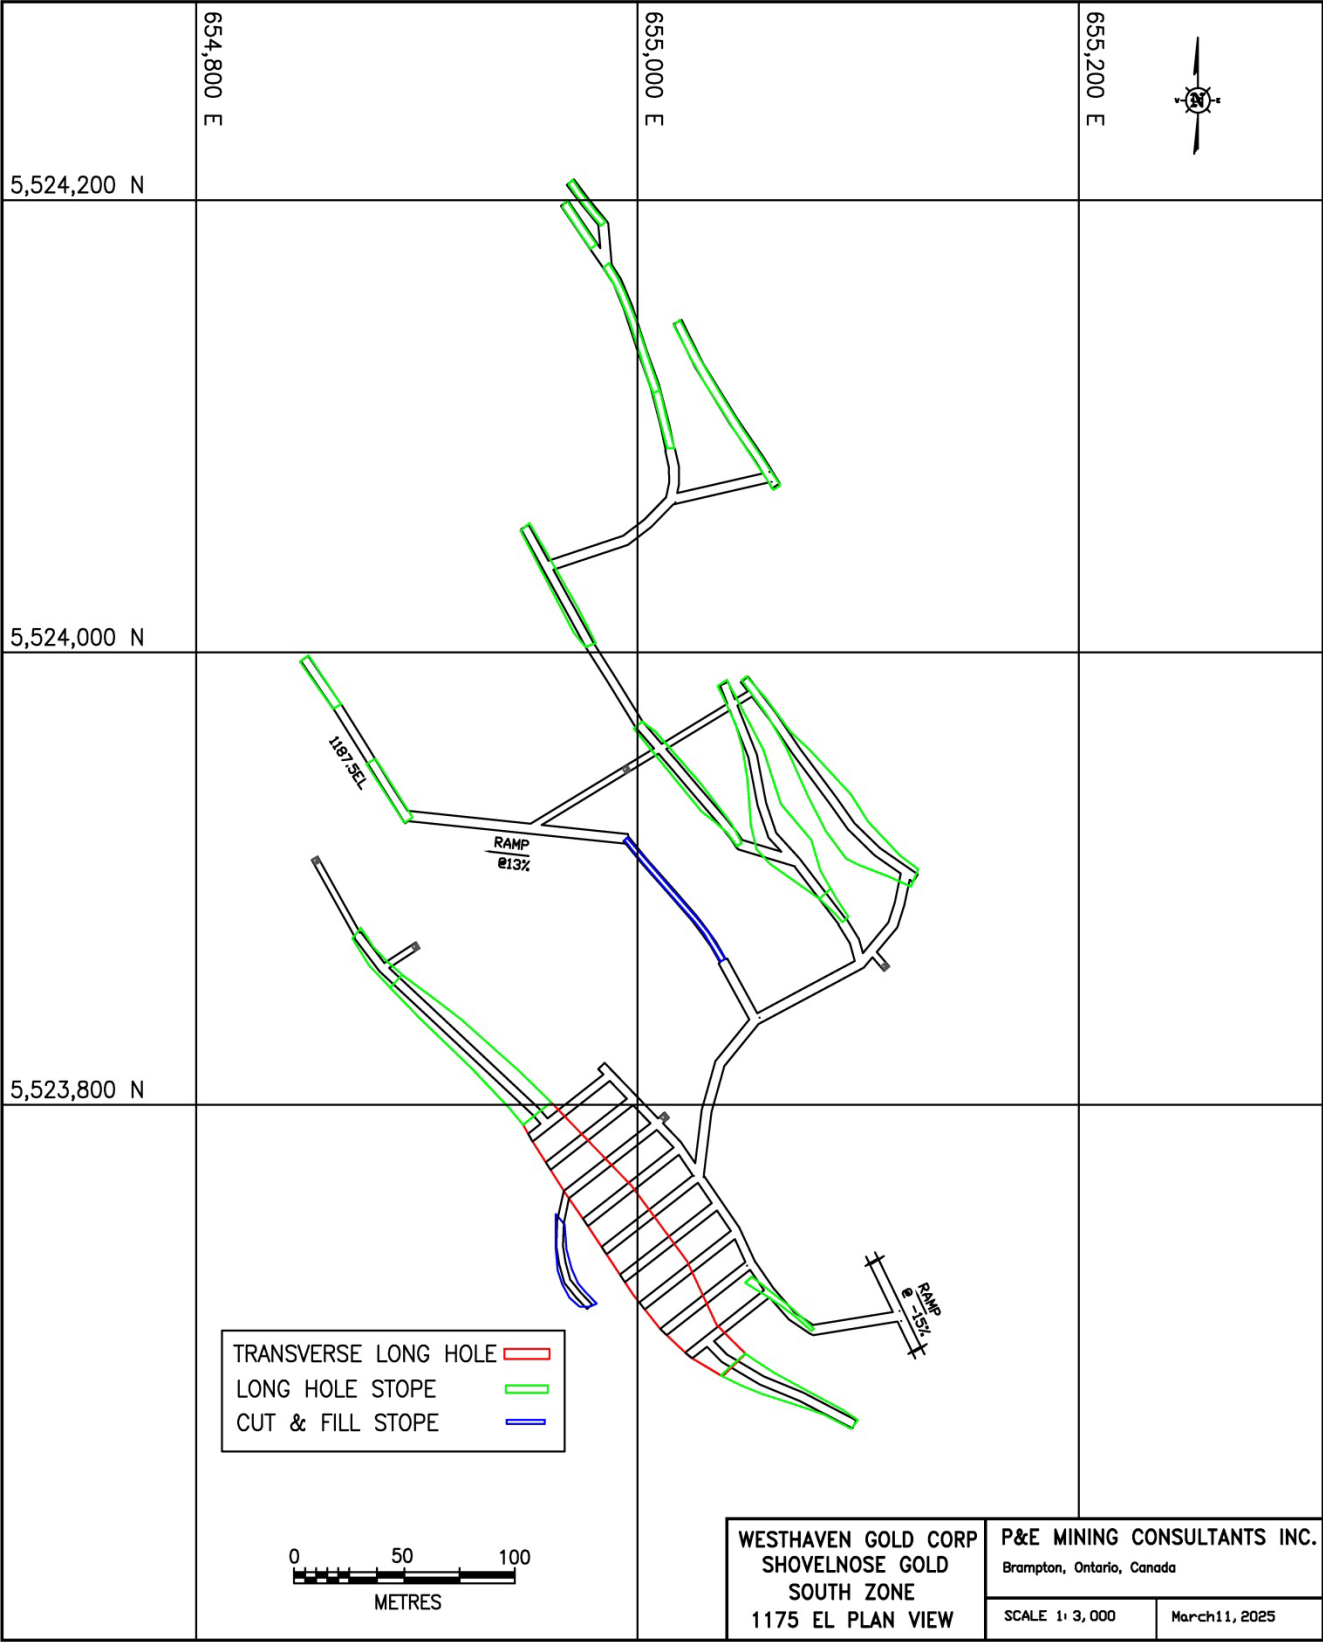 654,800 E
655,000 E
655,200 E
N
5,524,200 N
5,524,000 N
1187.5EL
RAMP
@13%
5,523,800 N
RAMP
@ -15%
TRANSVERSE LONG HOLE
LONG HOLE STOPE
CUT & FILL STOPE
0 50 100
METRES
WESTHAVEN GOLD CORP
SHOVELNOSE GOLD
SOUTH ZONE
1175 EL PLAN VIEW
P&E MINING CONSULTANTS INC.
Brampton, Ontario, Canada
SCALE 1: 3,000
March11, 2025